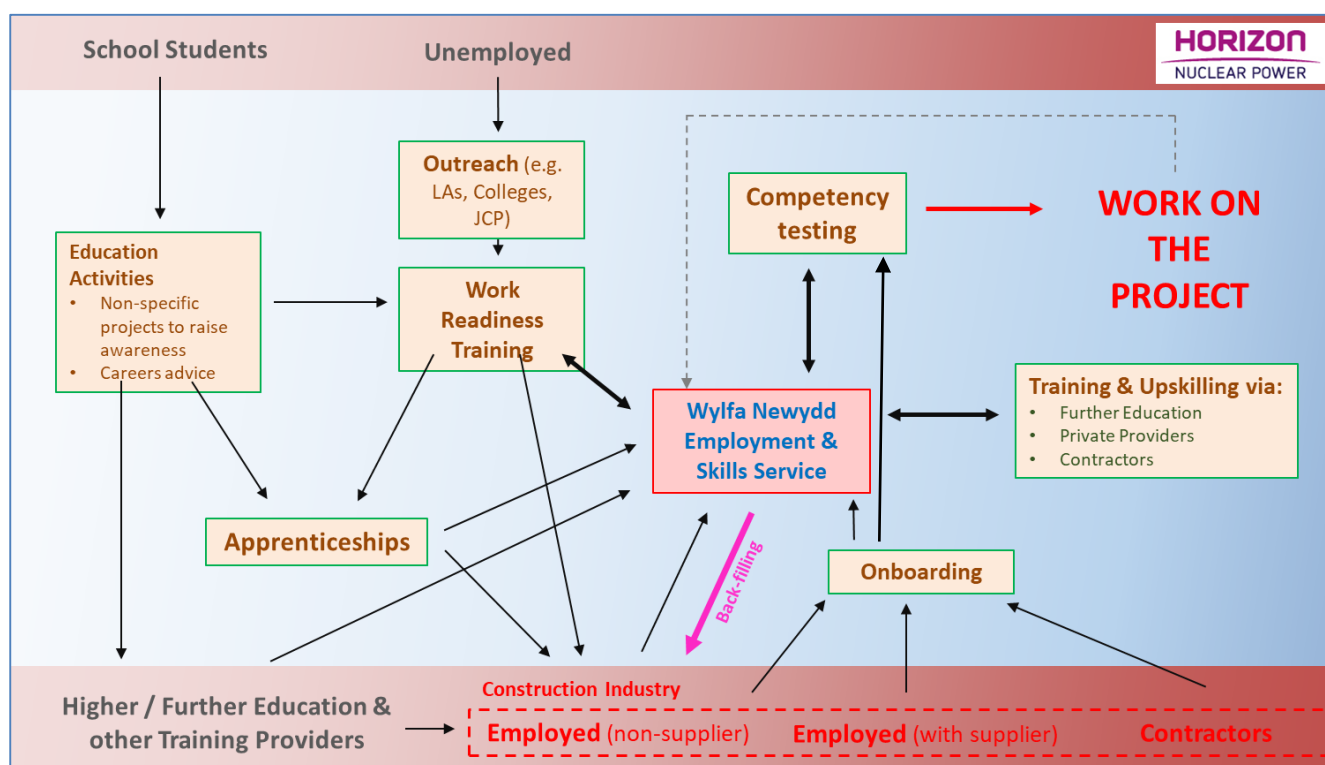 School Students
Unemployed
HORIZON
NUCLEAR POWER
Outreach (e.g.
LAs, Colleges,
JCP)
Competency
testing
WORK ON
THE
PROJECT
Education
Activities
• Non-specific
projects to raise
awareness
• Careers advice
Work
Readiness
Training
Wylfa Newydd
Employment &
Skills Service
Training & Upskilling via:
• Further Education
• Private Providers
• Contractors
Apprenticeships
Back-filling
Onboarding
Higher / Further Education &
other Training Providers
Construction Industry
Employed (non-supplier)
Employed (with supplier)
Contractors